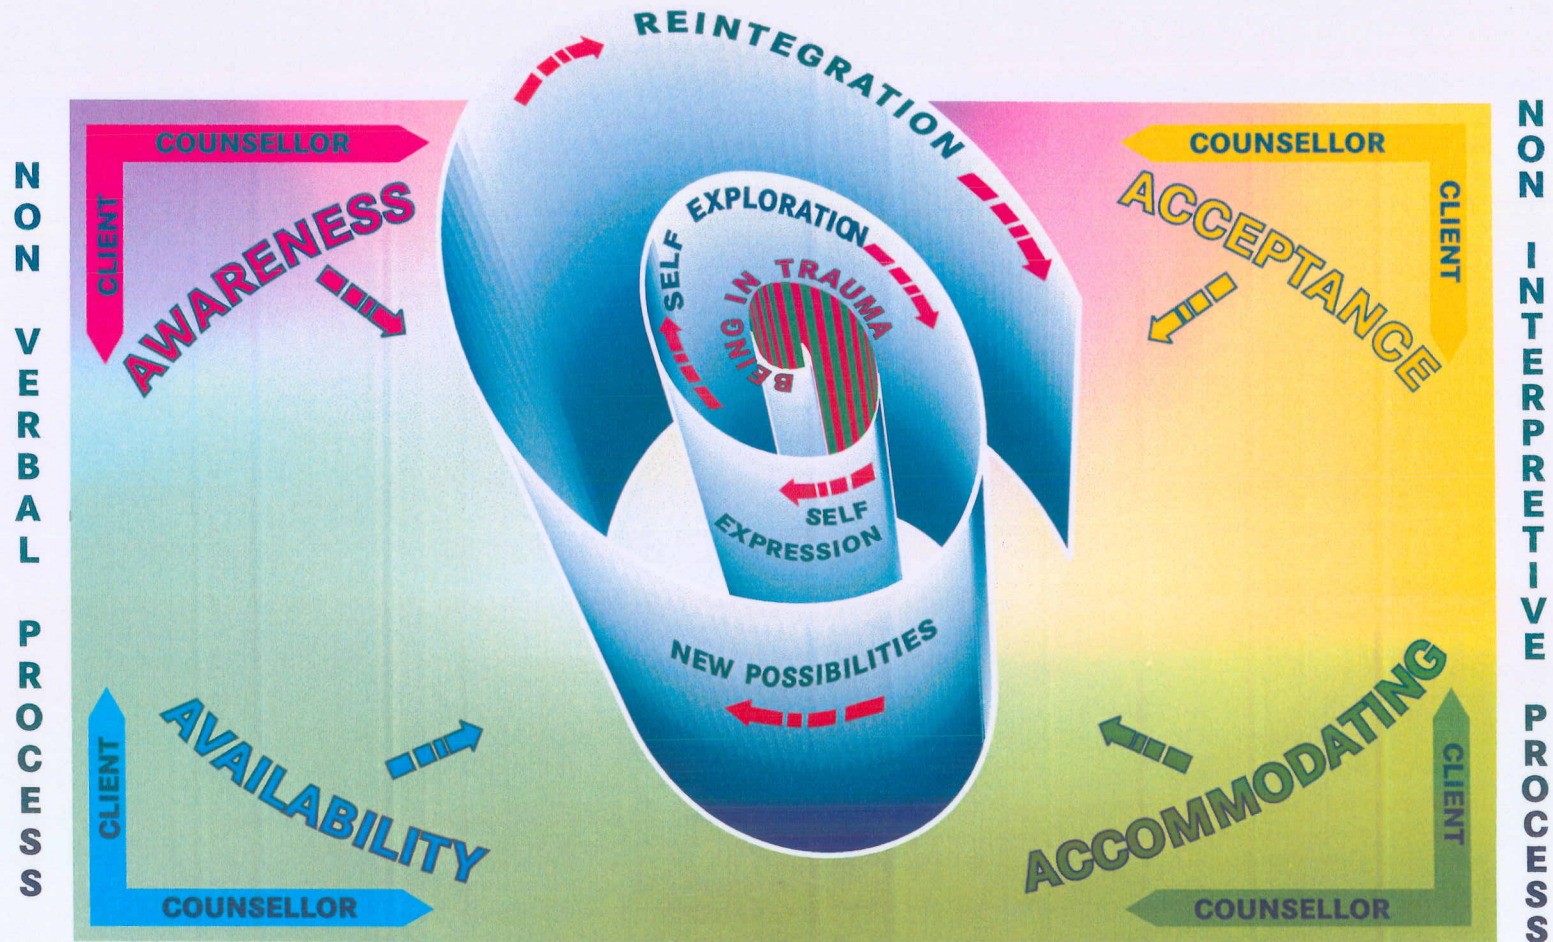 REINTEGRATION
NON VERBAL PROCESS
COUNSELLOR
CLIENT
AWARENESS
COUNSELLOR
CLIENT
ACCEPTANCE
NON INTERPRETIVE PROCESS
SELF EXPLORATION
BEING IN TRAUMA
SELF
EXPRESSION
NEW POSSIBILITIES
AVAILABILITY
CLIENT
COUNSELLOR
ACCOMMODATING
CLIENT
COUNSELLOR